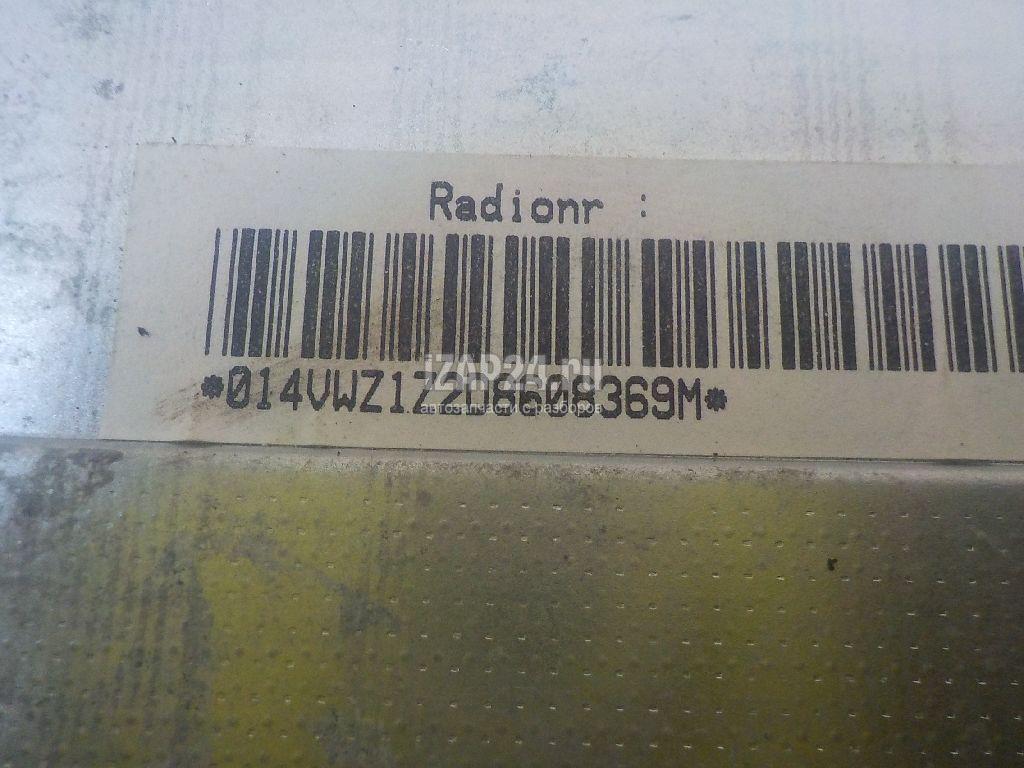 Radionr :
iZAP24.ru
*014VWZ1Z2D8608369M*
автозапчасти с разборов